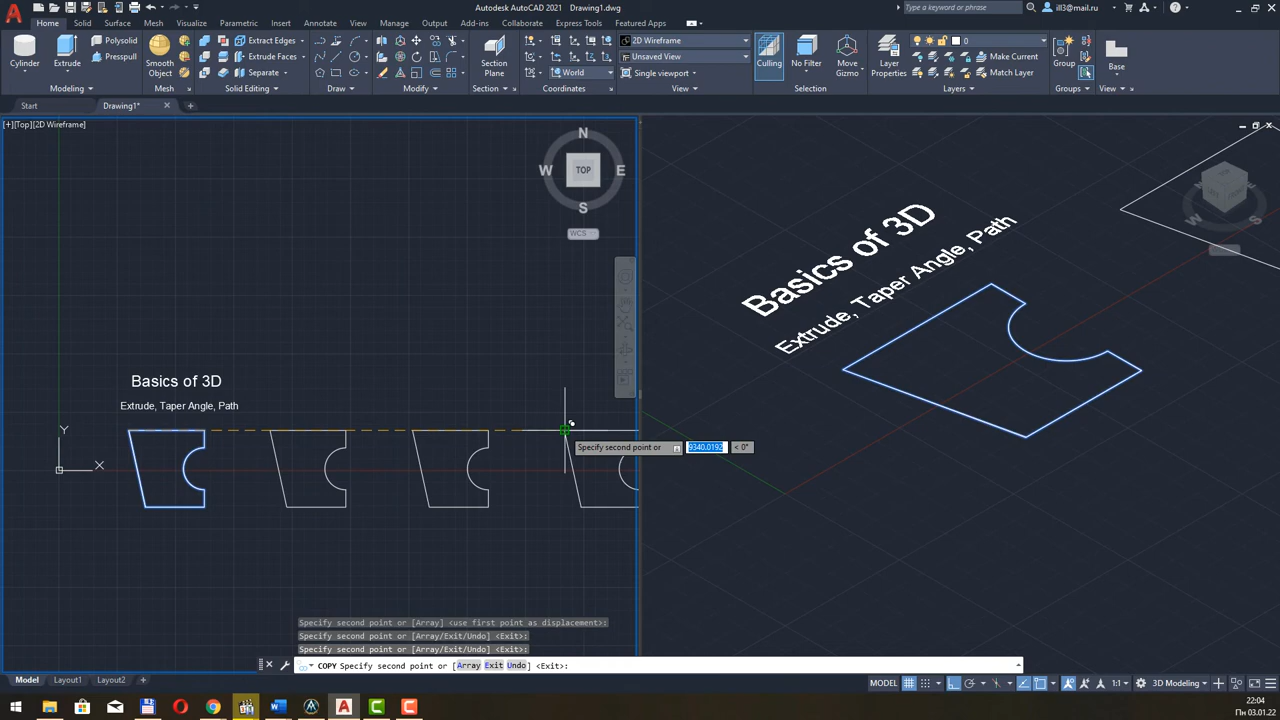 Autodesk AutoCAD 2021 Drawing1.dwg
Type a keyword or phrase
ill3@mail.ru
Home Solid Surface Mesh Visualize Parametric Insert Annotate View Manage Output Add-ins Collaborate Express Tools Featured Apps
Cylinder
Extrude
Polysolid
Presspull
Smooth
Object
Extract Edges
Extrude Faces
Separate
Section
Plane
World
2D Wireframe
Unsaved View
Single viewport
Culling
No Filter
Move
Gizmo
Layer
Properties
0
Make Current
Match Layer
Group
Base
Modeling
Mesh
Solid Editing
Draw
Modify
Section
Coordinates
View
Layers
Groups
View
Start
Drawing1*
[+][Top][2D Wireframe]
N
W
TOP
E
S
WCS
Basics of 3D
Extrude, Taper Angle, Path
Y
X
Specify second point or
9340.0192
< 0°
Basics of 3D
Extrude, Taper Angle, Path
W
S
Specify second point or [Array] <use first point as displacement>:
Specify second point or [Array/Exit/Undo] <Exit>:
Specify second point or [Array/Exit/Undo] <Exit>:
COPY Specify second point or [Array Exit Undo] <Exit>:
Model Layout1 Layout2
MODEL
1:1
3D Modeling
22:04
Пн 03.01.22